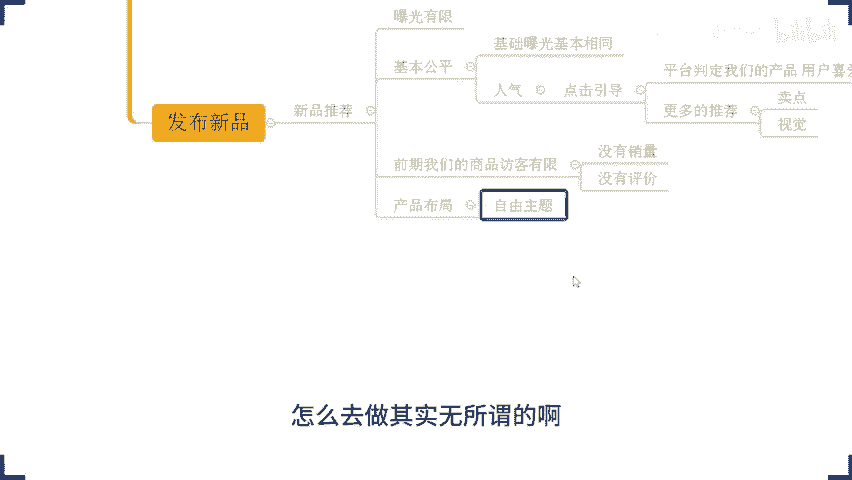 曝光有限
基础曝光基本相同
基本公平
平台判定我们的产品 用户喜爱
人气
点击引导
卖点
更多的推荐
视觉
发布新品
新品推荐
没有销量
前期我们的商品访客有限
没有评价
产品布局
自由主题
怎么去做其实无所谓的啊